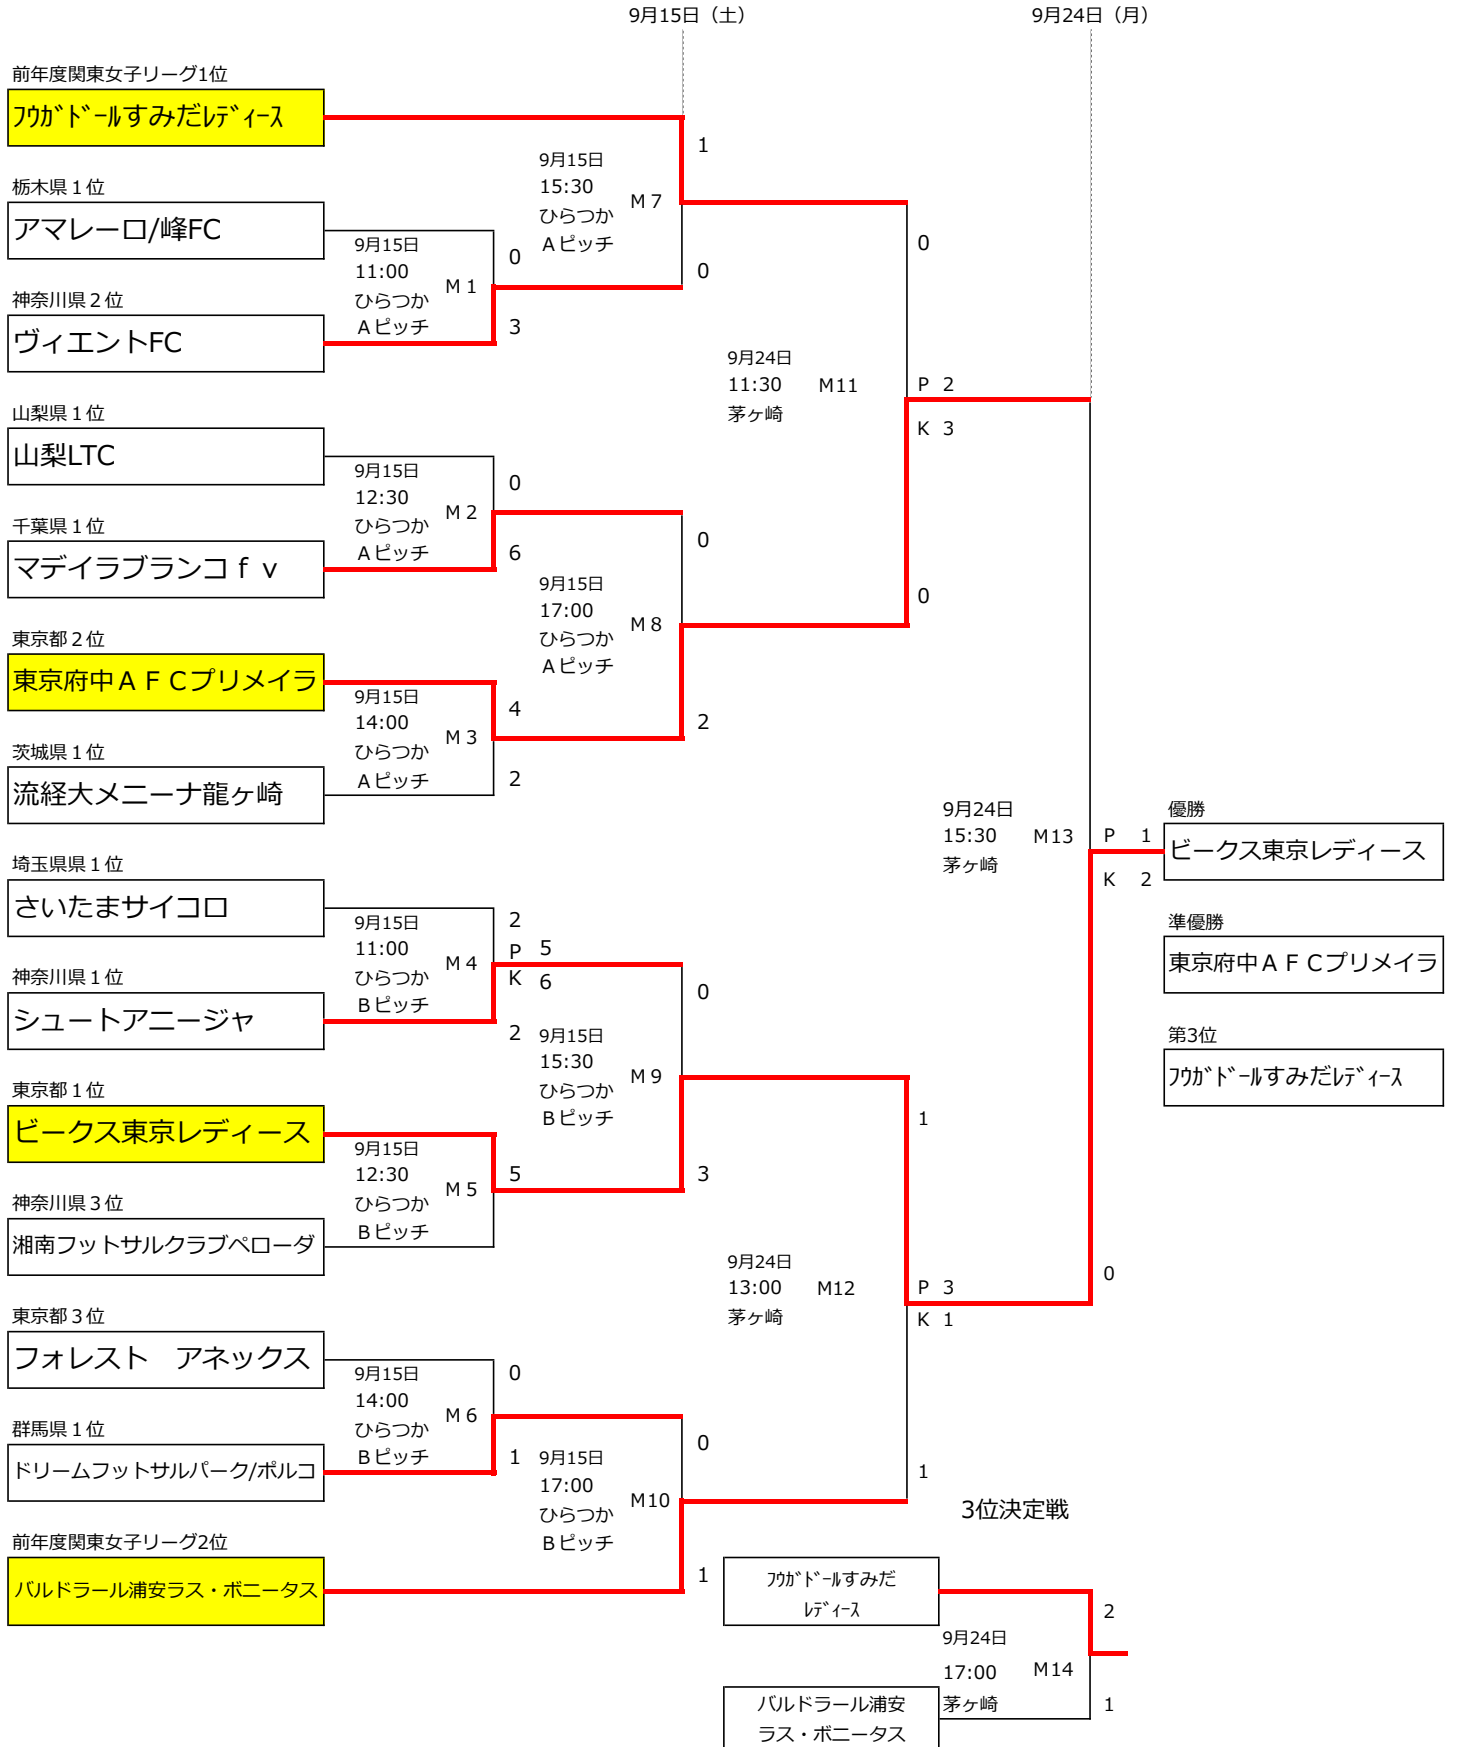 9月15日（土）
9月24日（月）
前年度関東女子リーグ1位
ﾌｳｶﾞﾄﾞｰﾙすみだﾚﾃﾞｨｰｽ
1
9月15日
15:30
ひらつか
Ａピッチ
Ｍ７
栃木県１位
アマレーロ/峰FC
9月15日
11:00
ひらつか
Ａピッチ
Ｍ１
0
3
0
0
神奈川県２位
ヴィエントFC
9月24日
11:30
茅ヶ崎
Ｍ11
Ｐ 2
Ｋ 3
山梨県１位
山梨LTC
9月15日
12:30
ひらつか
Ａピッチ
Ｍ２
0
6
0
千葉県１位
マデイラブランコｆｖ
9月15日
17:00
ひらつか
Ａピッチ
Ｍ８
0
東京都２位
東京府中ＡＦＣプリメイラ
9月15日
14:00
ひらつか
Ａピッチ
Ｍ３
4
2
2
茨城県１位
流経大メニーナ龍ヶ崎
9月24日
15:30
茅ヶ崎
Ｍ13
Ｐ 1
Ｋ 2
優勝
ビークス東京レディース
埼玉県県１位
さいたまサイコロ
9月15日
11:00
ひらつか
Ｂピッチ
Ｍ４
2
Ｐ 5
Ｋ 6
2
0
準優勝
東京府中ＡＦＣプリメイラ
神奈川県１位
シュートアニージャ
9月15日
15:30
ひらつか
Ｂピッチ
Ｍ９
第3位
ﾌｳｶﾞﾄﾞｰﾙすみだﾚﾃﾞｨｰｽ
東京都１位
ビークス東京レディース
9月15日
12:30
ひらつか
Ｂピッチ
Ｍ５
5
3
1
神奈川県３位
湘南フットサルクラブペローダ
9月24日
13:00
茅ヶ崎
Ｍ12
Ｐ 3
Ｋ 1
0
東京都３位
フォレスト　アネックス
9月15日
14:00
ひらつか
Ｂピッチ
Ｍ６
0
1
0
群馬県１位
ドリームフットサルパーク/ポルコ
9月15日
17:00
ひらつか
Ｂピッチ
Ｍ10
1
3位決定戦
前年度関東女子リーグ2位
バルドラール浦安ラス・ボニータス
1
ﾌｳｶﾞﾄﾞｰﾙすみだ
ﾚﾃﾞｨｰｽ
2
9月24日
17:00
茅ヶ崎
Ｍ14
1
バルドラール浦安
ラス・ボニータス